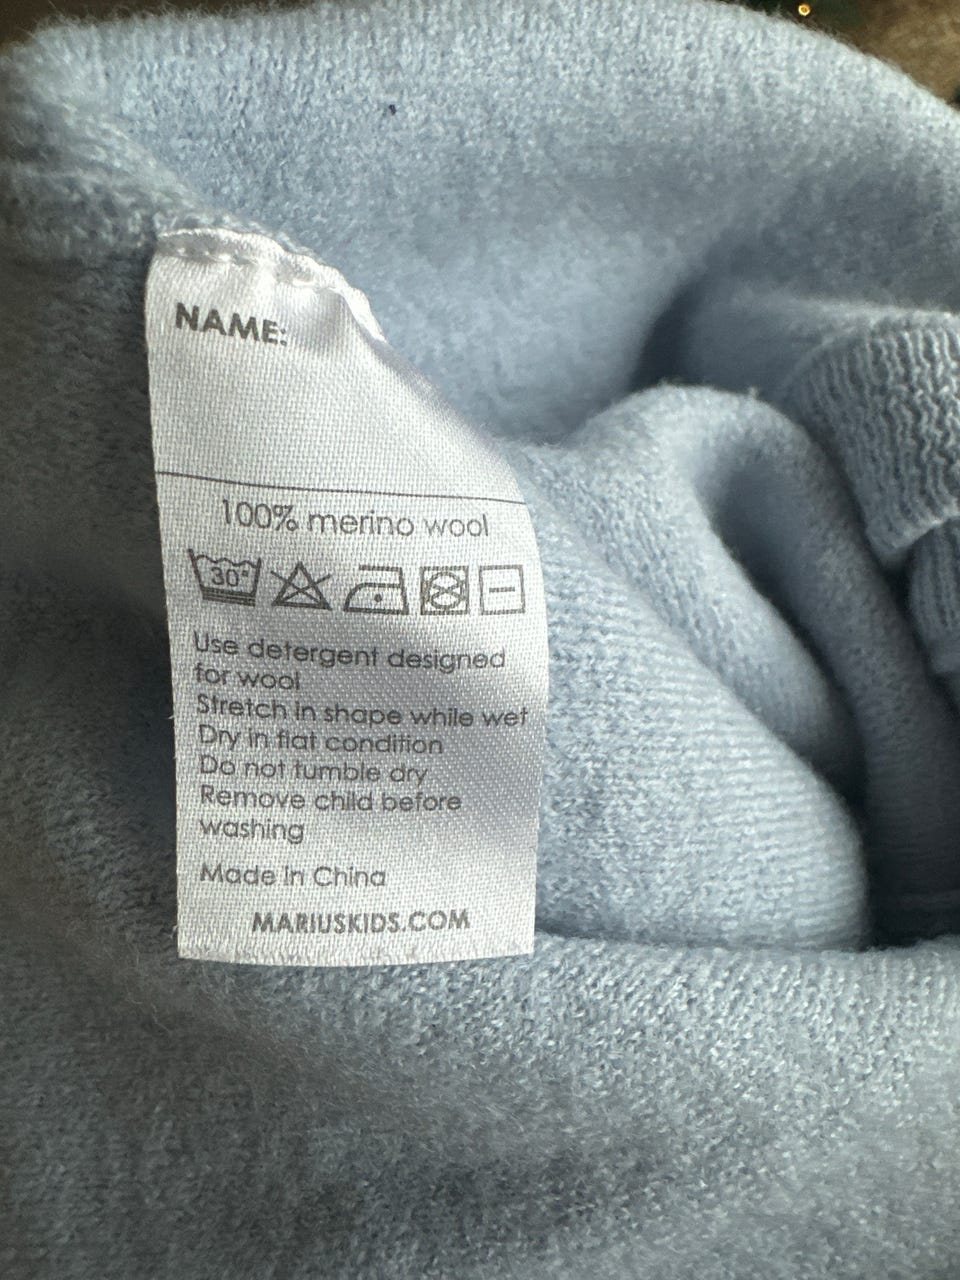 NAME:
100% merino wool
30°
Use detergent designed
for wool
Stretch in shape while wet
Dry in flat condition
Do not tumble dry
Remove child before
washing
Made in China
MARIUSKIDS.COM